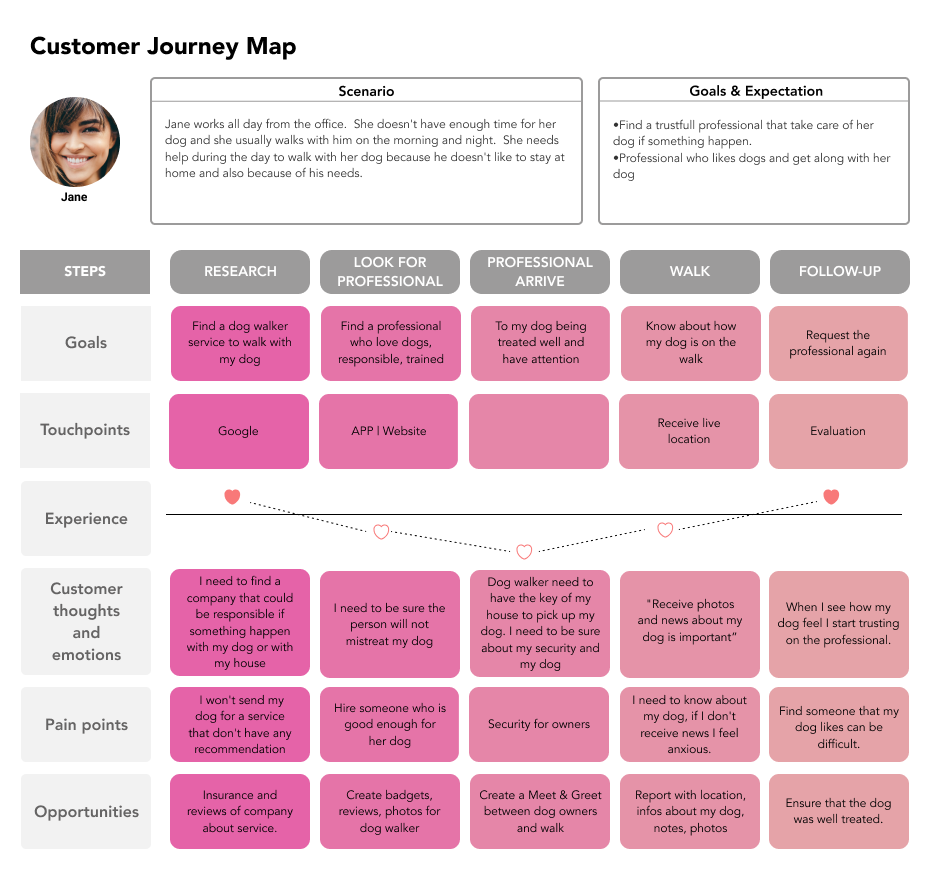 Customer Journey Map
Jane
Scenario
Jane works all day from the office. She doesn't have enough time for her
dog and she usually walks with him on the morning and night. She needs
help during the day to walk with her dog because he doesn't like to stay at
home and also because of his needs.
Goals & Expectation
•Find a trustfull professional that take care of her
dog if something happen.
•Professional who likes dogs and get along with her
dog
STEPS
RESEARCH
LOOK FOR
PROFESSIONAL
PROFESSIONAL
ARRIVE
WALK
FOLLOW-UP
Goals
Find a dog walker
service to walk with
my dog
Find a professional
who love dogs,
responsible, trained
To my dog being
treated well and
have attention
Know about how
my dog is on the
walk
Request the
professional again
Touchpoints
Google
APP | Website
Receive live
location
Evaluation
Experience
Customer
thoughts
and
emotions
I need to find a
company that could
be responsible if
something happen
with my dog or with
my house
I need to be sure the
person will not
mistreat my dog
Dog walker need to
have the key of my
house to pick up my
dog. I need to be sure
about my security and
my dog
"Receive photos
and news about my
dog is important”
When I see how my
dog feel I start trusting
on the professional.
Pain points
I won't send my
dog for a service
that don't have any
recommendation
Hire someone who is
good enough for
her dog
Security for owners
I need to know about
my dog, if I don't
receive news I feel
anxious.
Find someone that my
dog likes can be
difficult.
Opportunities
Insurance and
reviews of company
about service.
Create badgets,
reviews, photos for
dog walker
Create a Meet & Greet
between dog owners
and walk
Report with location,
infos about my dog,
notes, photos
Ensure that the dog
was well treated.